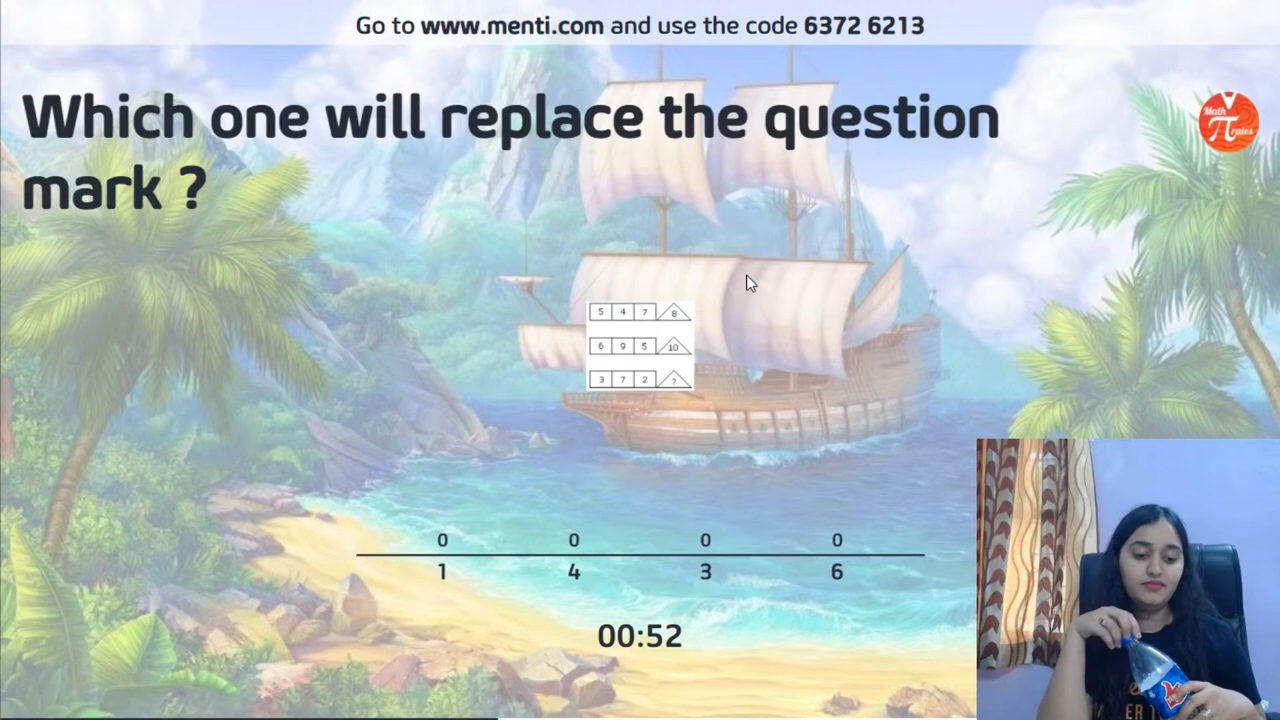 Go to www.menti.com and use the code 6372 6213
Which one will replace the question
mark ?
Math
π rates
5 4 7 8
6 9 5 10
3 7 2 ?
0 0 0 0
1 4 3 6
00:52